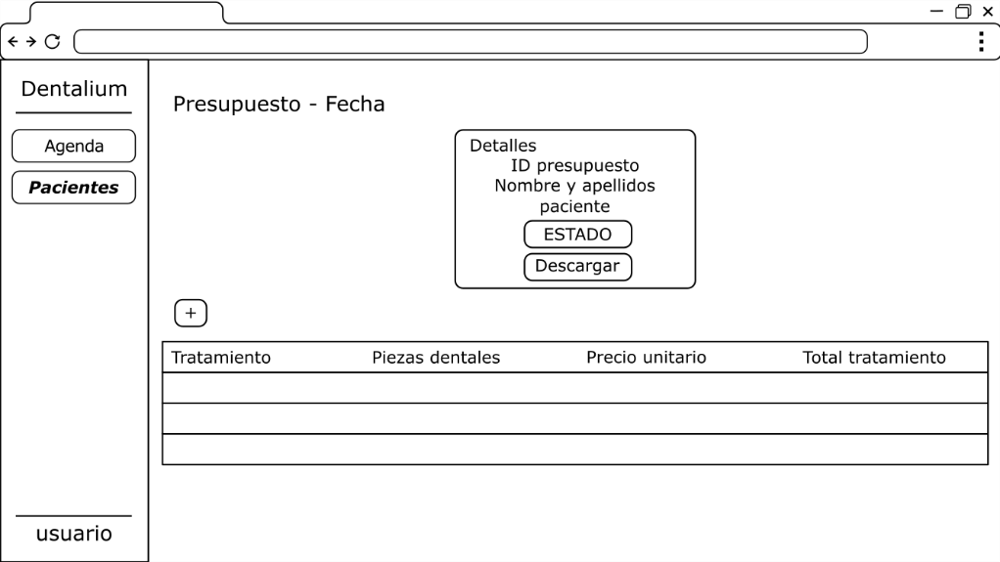 Dentalium
Agenda
Pacientes
usuario
Presupuesto - Fecha
Detalles
ID presupuesto
Nombre y apellidos
paciente
ESTADO
Descargar
+
Tratamiento Piezas dentales Precio unitario Total tratamiento